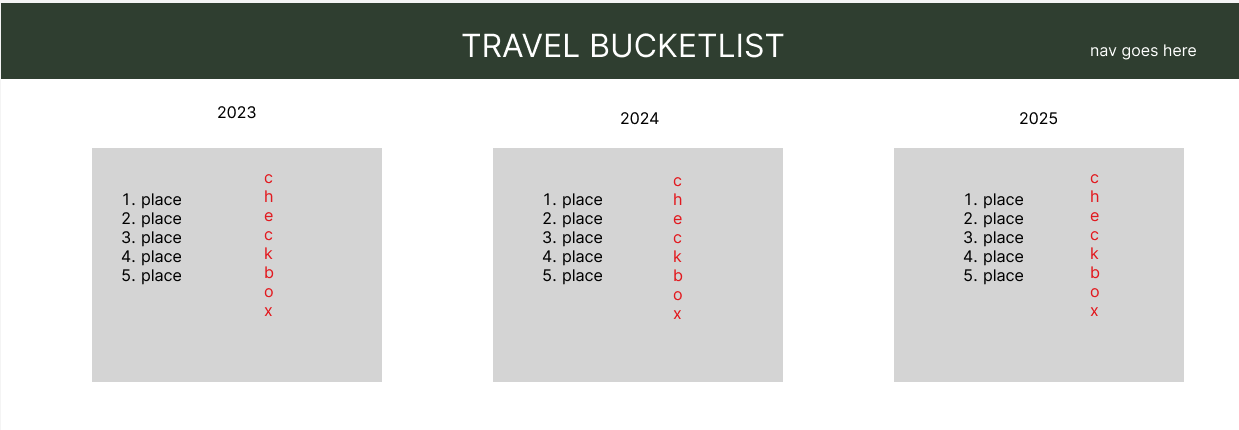 TRAVEL BUCKETLIST
nav goes here
2023
2024
2025
1. place
2. place
3. place
4. place
5. place
c
h
e
c
k
b
o
x
1. place
2. place
3. place
4. place
5. place
c
h
e
c
k
b
o
x
1. place
2. place
3. place
4. place
5. place
c
h
e
c
k
b
o
x